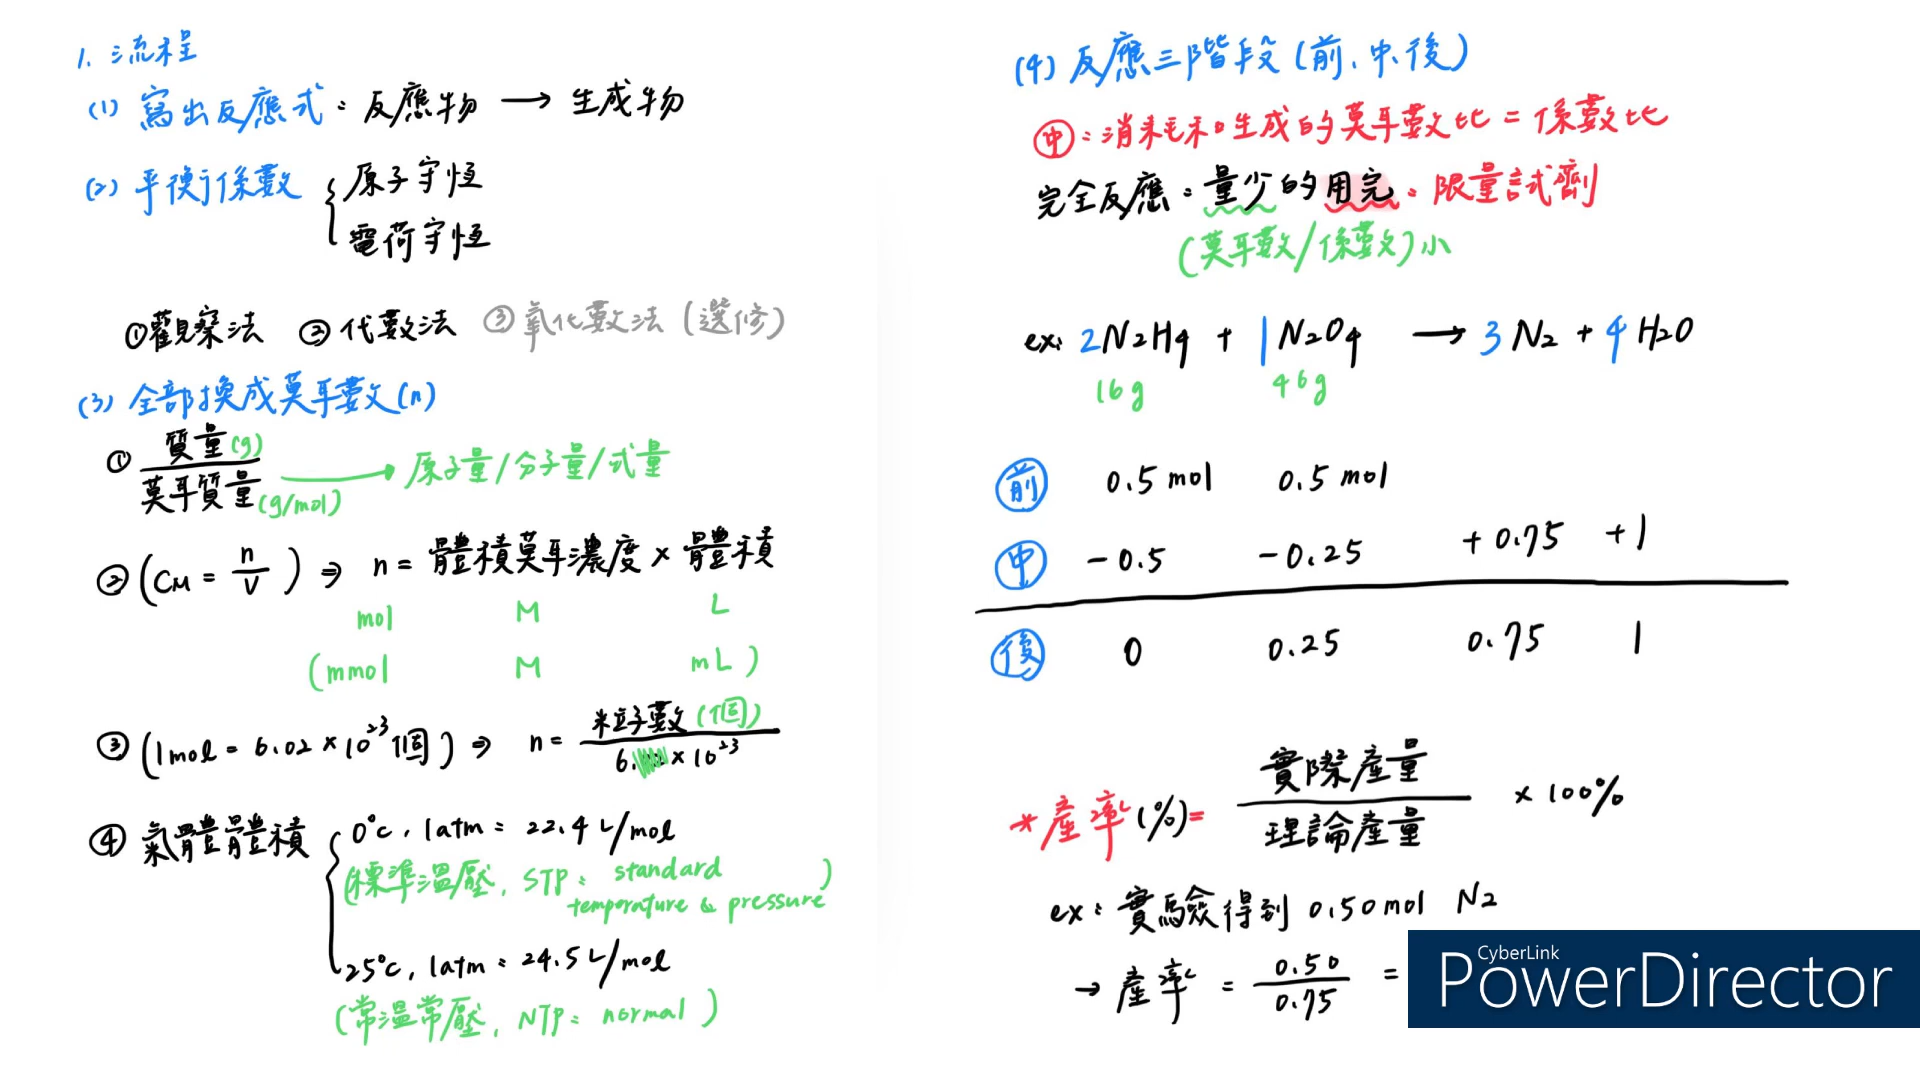 1. 流程
(1) 寫出反應式：反應物 → 生成物
(2) 平衡係數 { 原子守恆
電荷守恆
①觀察法 ②代數法 ③氧化數法 (選修)
(3) 全部換成莫耳數(n)
① 質量(g)
莫耳質量(g/mol) → 原子量/分子量/式量
② (CM = n/V) ⇒ n = 體積莫耳濃度 × 體積
mol M L
(mmol M mL)
③ (1mol = 6.02 × 10^23 個) ⇒ n = 粒子數 (個)
6. × 10^23
④ 氣體體積 { 0°C, 1atm = 22.4 L/mol
(標準溫壓, STP: standard
temperature & pressure)
25°C, 1atm = 24.5 L/mol
(常溫常壓, NTP: normal )
(4) 反應三階段 (前、中、後)
中：消耗和生成的莫耳數比 = 係數比
完全反應：量少的用完：限量試劑
(莫耳數/係數)小
ex: 2N2H4 + 1N2O4 → 3N2 + 4H2O
16g 46g
前 0.5 mol 0.5 mol
中 -0.5 -0.25 +0.75 +1
後 0 0.25 0.75 1
*產率(%)= 實際產量
理論產量 × 100%
ex: 實驗得到 0.50 mol N2
→ 產率 = 0.50
0.75 =
CyberLink
PowerDirector